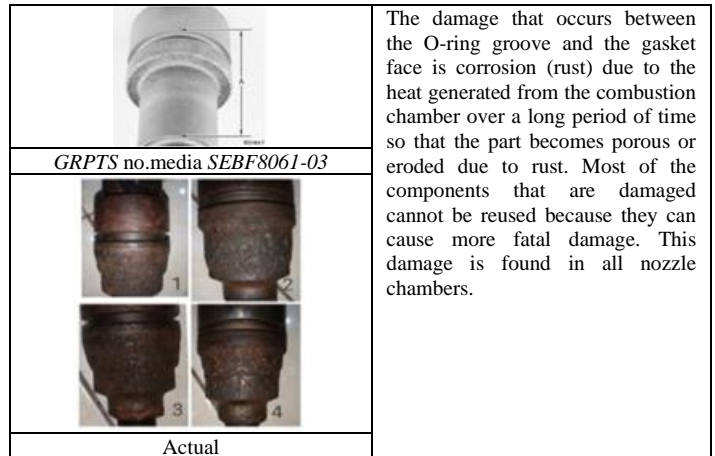 A
GRPTS no.media SEBF8061-03
1
2
3
4
Actual
The damage that occurs between
the O-ring groove and the gasket
face is corrosion (rust) due to the
heat generated from the combustion
chamber over a long period of time
so that the part becomes porous or
eroded due to rust. Most of the
components that are damaged
cannot be reused because they can
cause more fatal damage. This
damage is found in all nozzle
chambers.